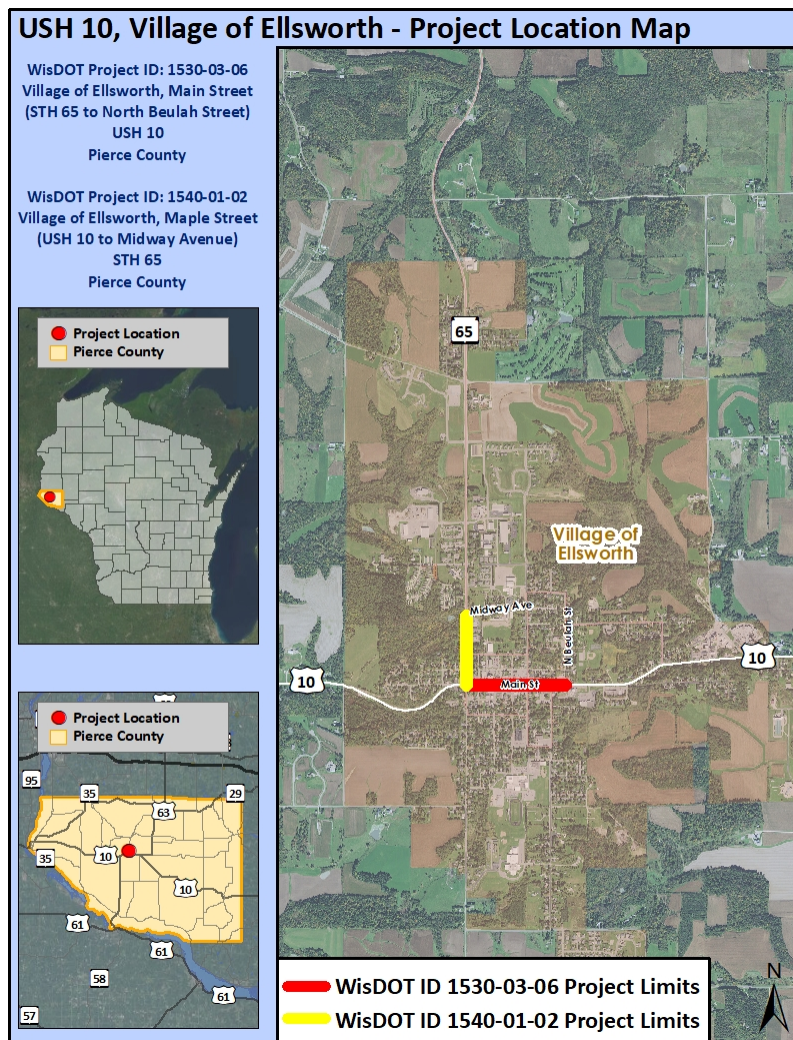 USH 10, Village of Ellsworth - Project Location Map
WisDOT Project ID: 1530-03-06
Village of Ellsworth, Main Street
(STH 65 to North Beulah Street)
USH 10
Pierce County
WisDOT Project ID: 1540-01-02
Village of Ellsworth, Maple Street
(USH 10 to Midway Avenue)
STH 65
Pierce County
Project Location
Pierce County
Project Location
Pierce County
95
35
29
63
35
10
10
61
61
58
61
57
65
Village of
Ellsworth
Midway Ave
N Beulah St
10
Main St
10
WisDOT ID 1530-03-06 Project Limits
WisDOT ID 1540-01-02 Project Limits
N